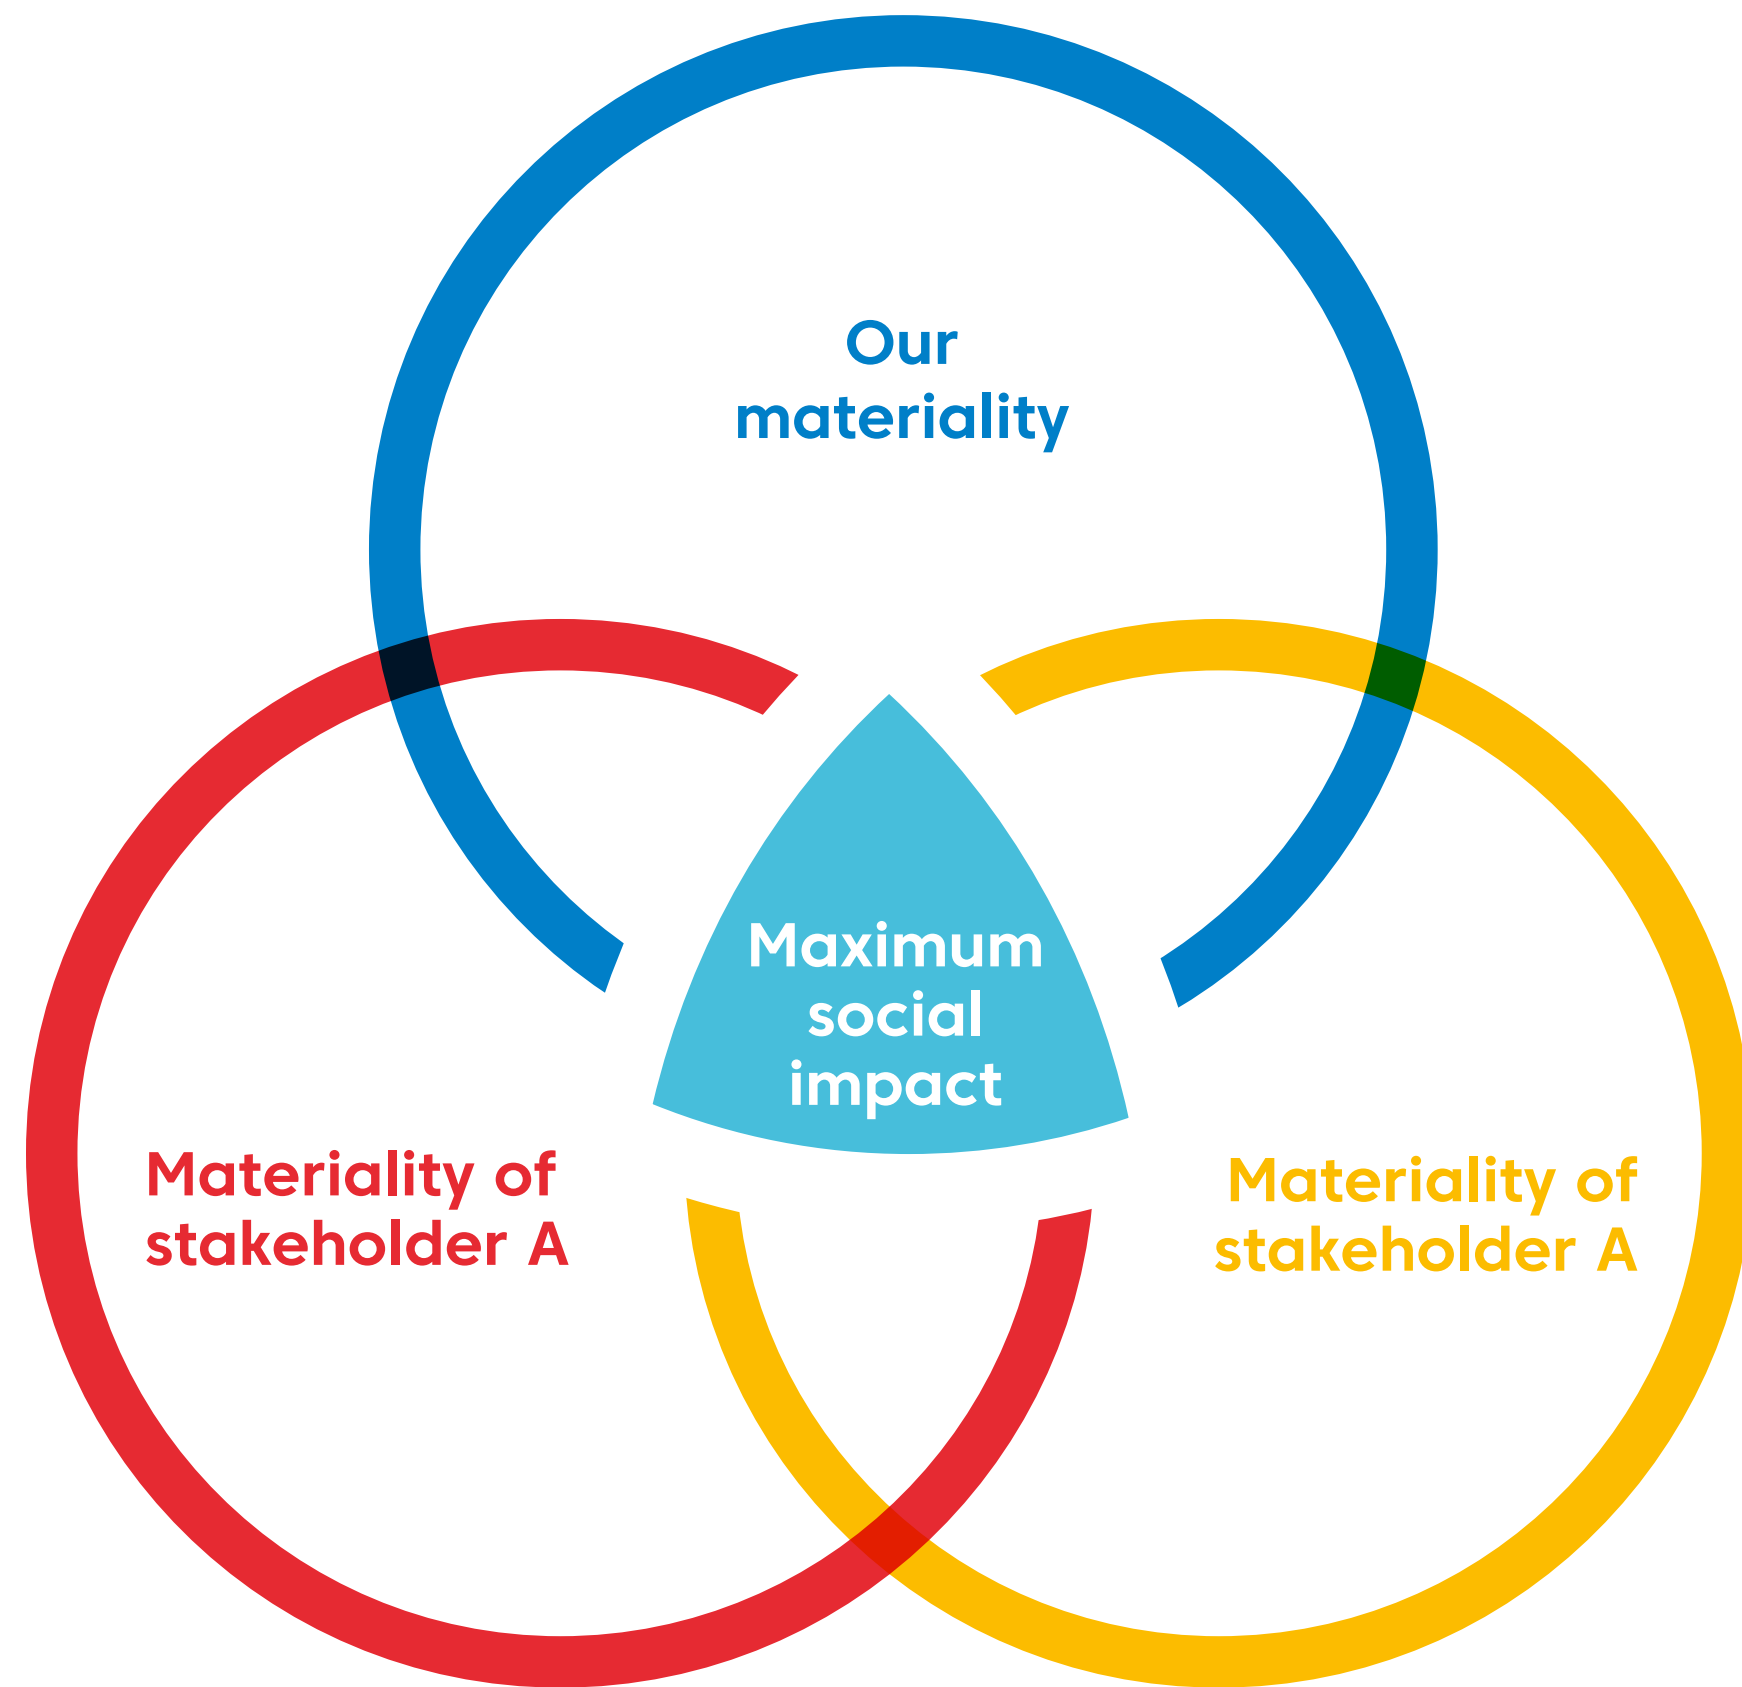 Our
materiality
Maximum
social
impact
Materiality of
stakeholder A
Materiality of
stakeholder A